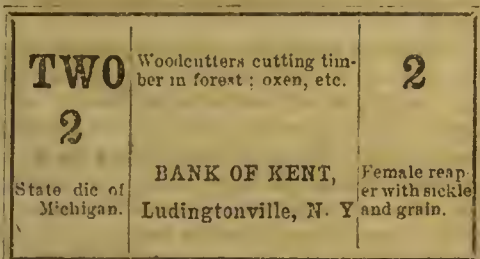 TWO
2
State die of
Michigan.
Woodcutters cutting tim-
ber in forest ; oxen, etc.
BANK OF KENT,
Ludingtonville, N. Y
2
Female reap
er with sickle
and grain.